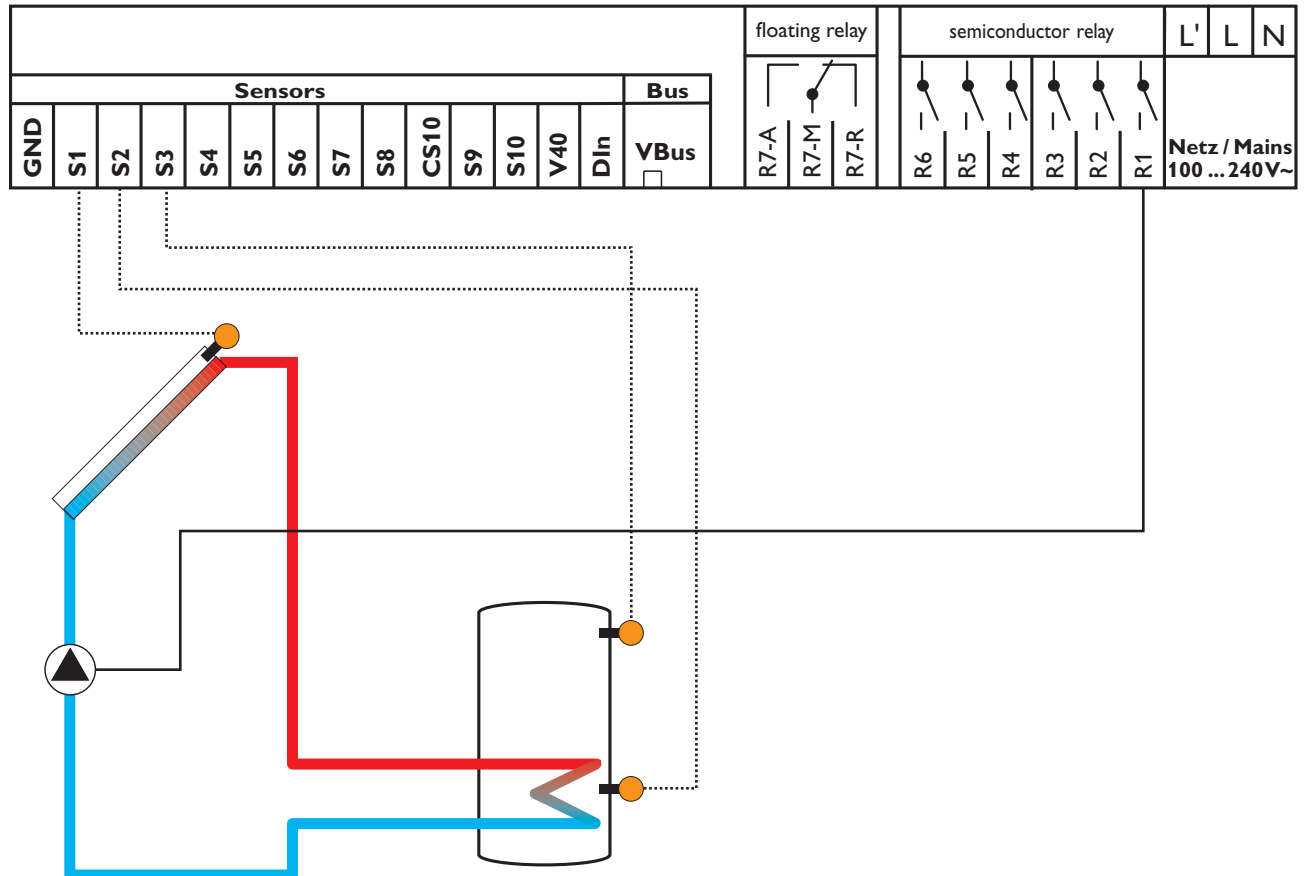 floating relay
semiconductor relay
L' L N
Sensors
Bus
GND
S1
S2
S3
S4
S5
S6
S7
S8
CS10
S9
S10
V40
DIn
VBus
R7-A
R7-M
R7-R
R6
R5
R4
R3
R2
R1
Netz / Mains
100 ... 240 V~